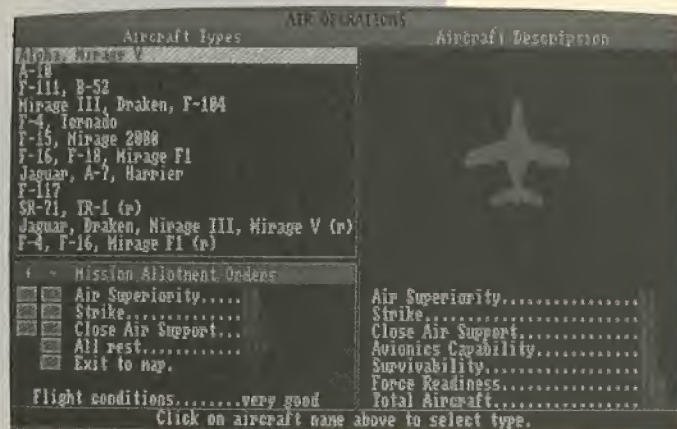 AIR OPERATIONS
Aircraft Types
Alpha, Mirage V
A-10
F-111, B-52
Mirage III, Draken, F-104
F-4, Tornado
F-15, Mirage 2000
F-16, F-18, Mirage F1
Jaguar, A-7, Harrier
F-117
SR-71, TR-1 (r)
Jaguar, Draken, Mirage III, Mirage V (r)
F-4, F-16, Mirage F1 (r)
+ - Mission Allotment Orders
Air Superiority.....
Strike............
Close Air Support...
All rest............
Exit to map.
Flight conditions........very good
Aircraft Description
Air Superiority.................
Strike..........................
Close Air Support...............
Avionics Capability.............
Survivability...................
Force Readiness.................
Total Aircraft..................
Click on aircraft name above to select type.